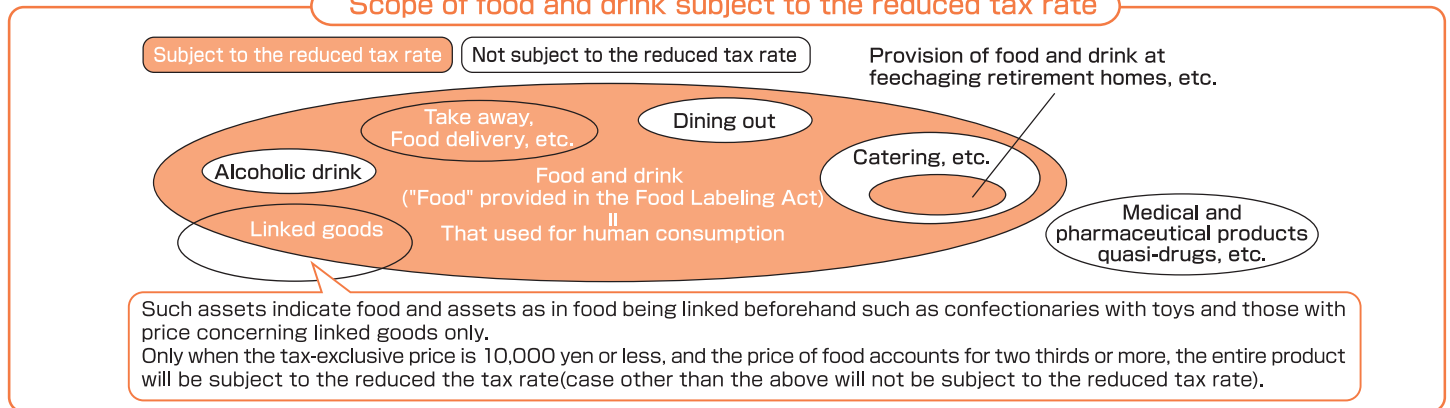 Scope of food and drink subject to the reduced tax rate
Subject to the reduced tax rate
Not subject to the reduced tax rate
Provision of food and drink at
feechaging retirement homes, etc.
Take away,
Food delivery, etc.
Dining out
Catering, etc.
Alcoholic drink
Food and drink
("Food" provided in the Food Labeling Act)
=
That used for human consumption
Linked goods
Medical and
pharmaceutical products
quasi-drugs, etc.
Such assets indicate food and assets as in food being linked beforehand such as confectionaries with toys and those with
price concerning linked goods only.
Only when the tax-exclusive price is 10,000 yen or less, and the price of food accounts for two thirds or more, the entire product
will be subject to the reduced the tax rate(case other than the above will not be subject to the reduced tax rate).